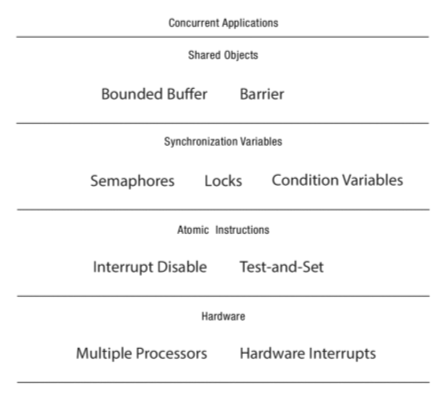 Concurrent Applications
Shared Objects
Bounded Buffer Barrier
Synchronization Variables
Semaphores Locks Condition Variables
Atomic Instructions
Interrupt Disable Test-and-Set
Hardware
Multiple Processors Hardware Interrupts